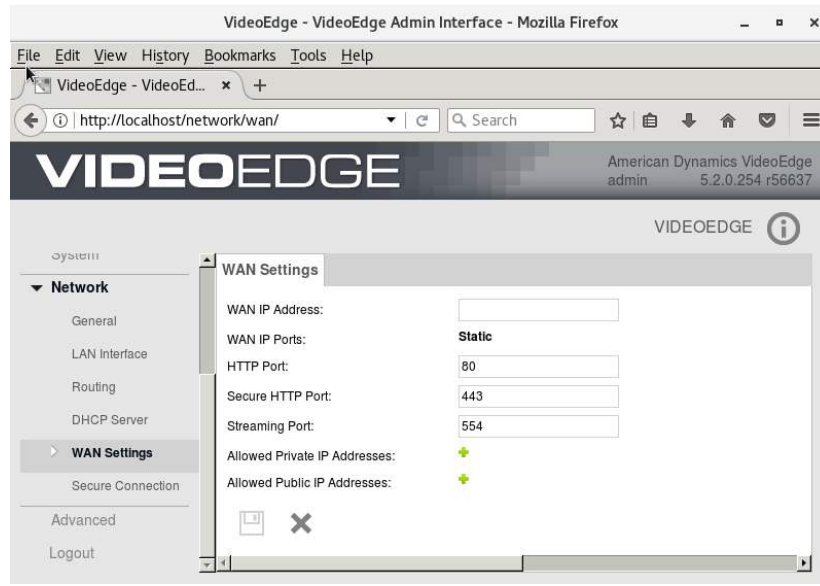 VideoEdge - VideoEdge Admin Interface - Mozilla Firefox
File Edit View History Bookmarks Tools Help
VideoEdge - VideoEd...
http://localhost/network/wan/
Search
VIDEOEDGE
American Dynamics VideoEdge
admin 5.2.0.254 r56637
VIDEOEDGE
System
Network
General
LAN Interface
Routing
DHCP Server
WAN Settings
Secure Connection
Advanced
Logout
WAN Settings
WAN IP Address:
WAN IP Ports: Static
HTTP Port: 80
Secure HTTP Port: 443
Streaming Port: 554
Allowed Private IP Addresses:
Allowed Public IP Addresses: